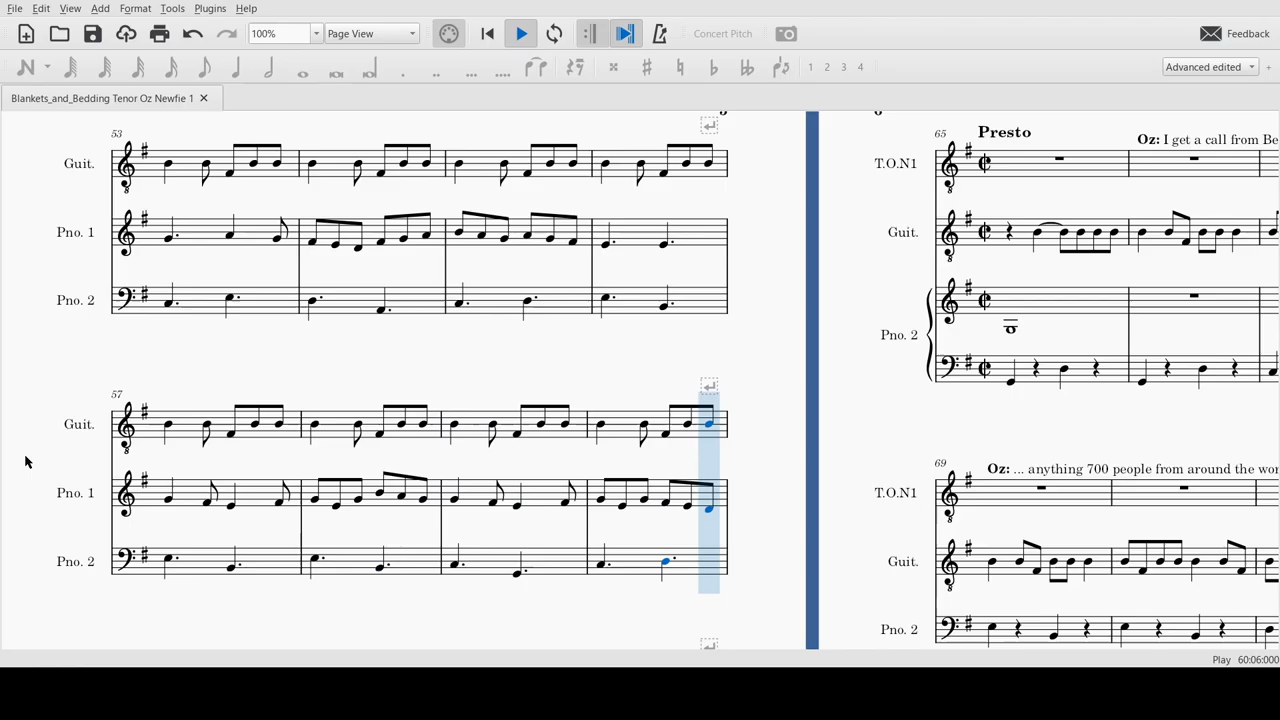 File Edit View Add Format Tools Plugins Help
100% Page View Concert Pitch Feedback
1 2 3 4 Advanced edited +
Blankets_and_Bedding Tenor Oz Newfie 1
53
Guit.
Pno. 1
Pno. 2
57
Guit.
Pno. 1
Pno. 2
65
Presto
Oz: I get a call from Be
T.O.N1
Guit.
Pno. 2
69
Oz: ... anything 700 people from around the wor
T.O.N1
Guit.
Pno. 2
Play 60:06:000